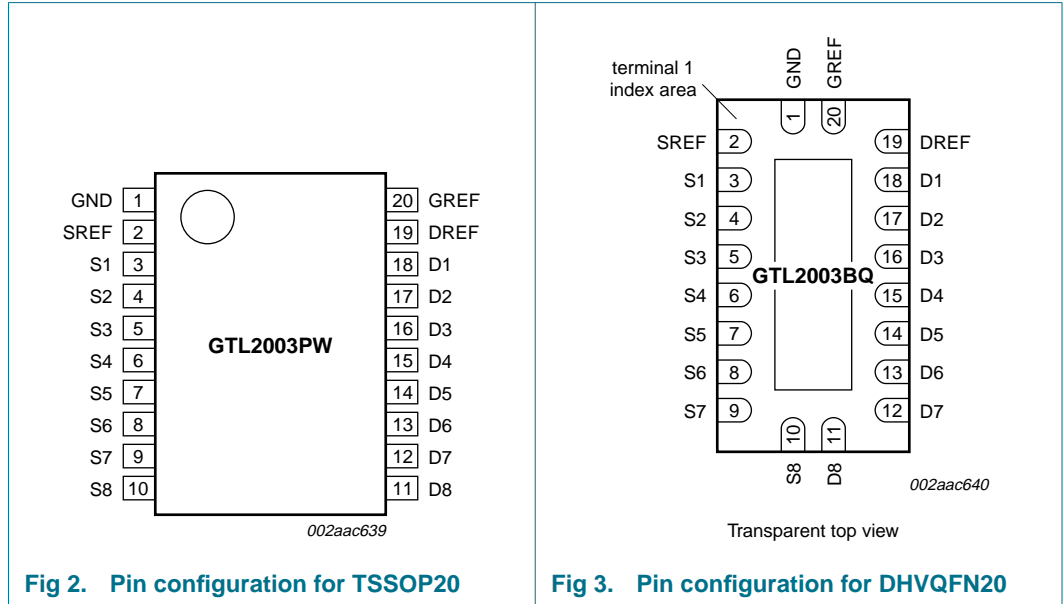 GND 1
SREF 2
S1 3
S2 4
S3 5
S4 6
S5 7
S6 8
S7 9
S8 10
GTL2003PW
20 GREF
19 DREF
18 D1
17 D2
16 D3
15 D4
14 D5
13 D6
12 D7
11 D8
002aac639
Fig 2. Pin configuration for TSSOP20
terminal 1
index area
GND
GREF
1
20
SREF 2
S1 3
S2 4
S3 5
S4 6
S5 7
S6 8
S7 9
GTL2003BQ
19 DREF
18 D1
17 D2
16 D3
15 D4
14 D5
13 D6
12 D7
10
11
S8
D8
002aac640
Transparent top view
Fig 3. Pin configuration for DHVQFN20